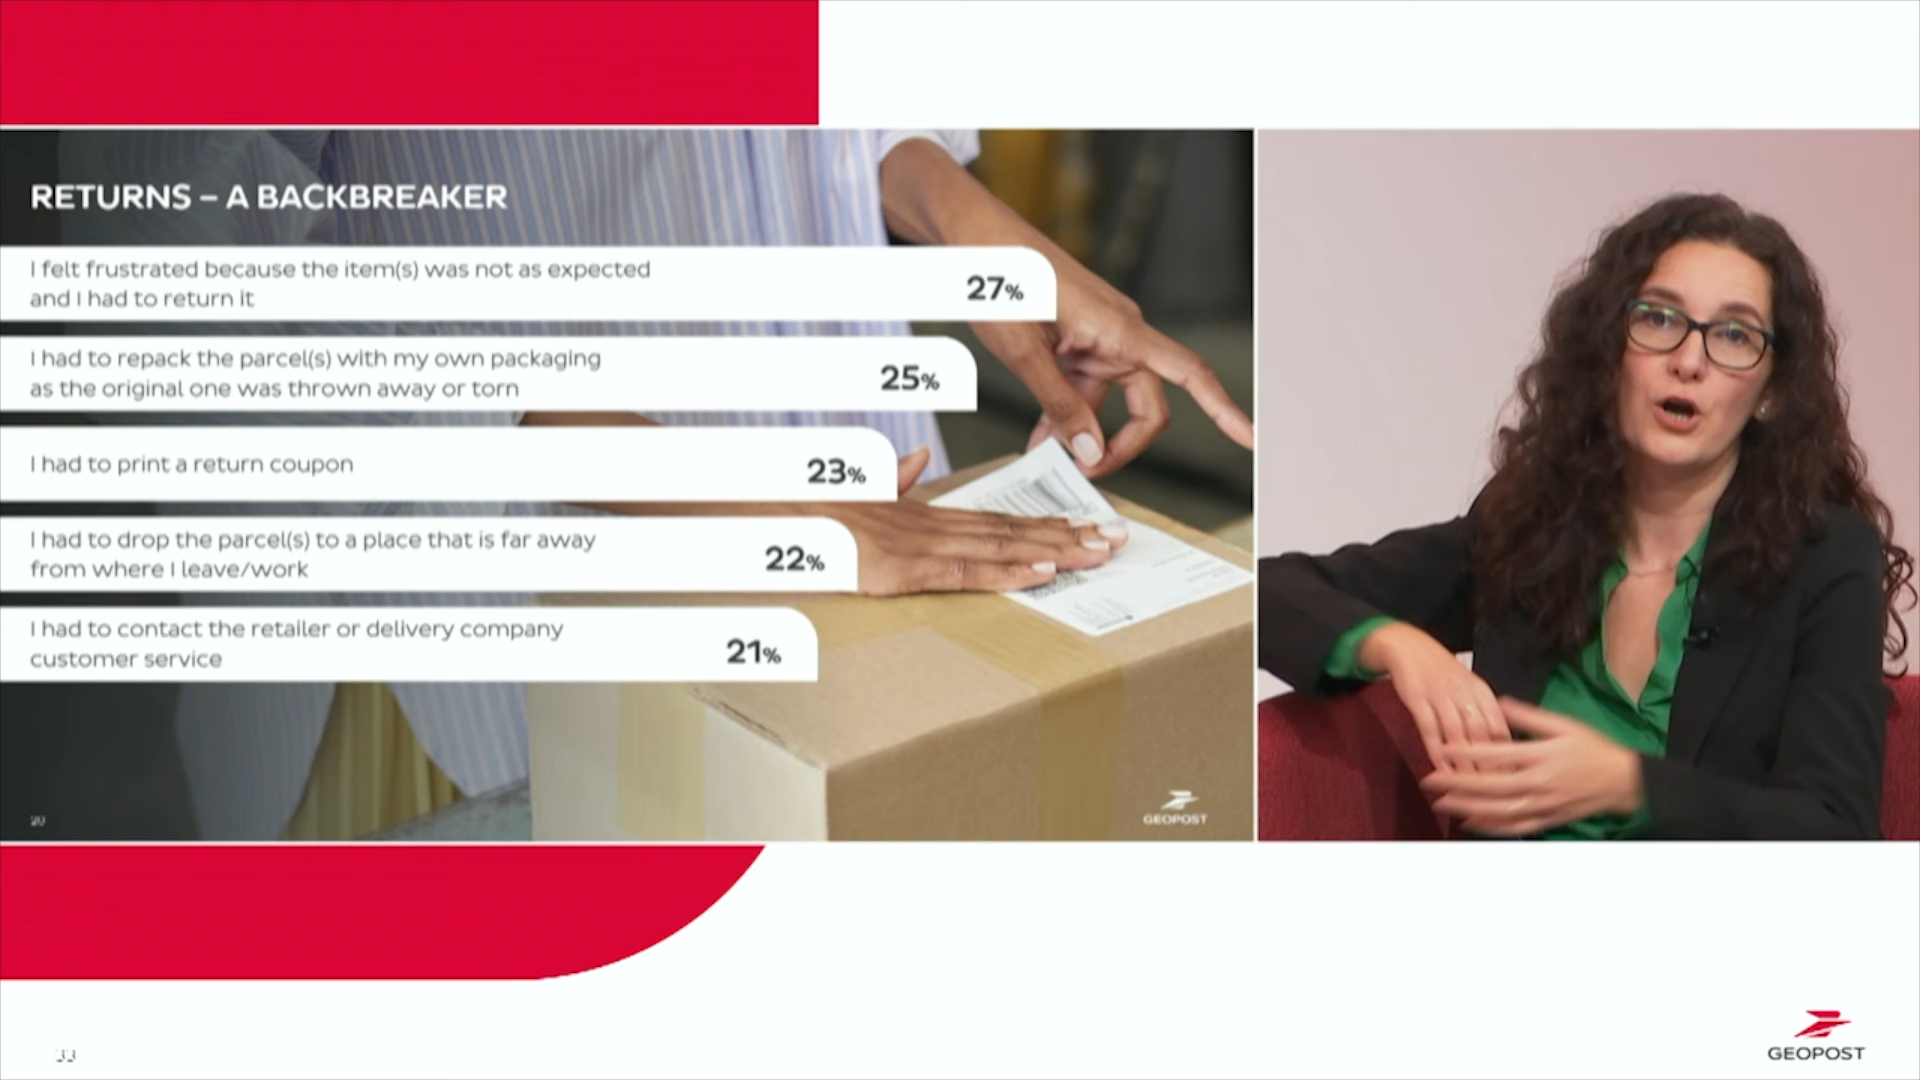 RETURNS – A BACKBREAKER
I felt frustrated because the item(s) was not as expected
and I had to return it
27%
I had to repack the parcel(s) with my own packaging
as the original one was thrown away or torn
25%
I had to print a return coupon
23%
I had to drop the parcel(s) to a place that is far away
from where I leave/work
22%
I had to contact the retailer or delivery company
customer service
21%
20
GEOPOST
33
GEOPOST